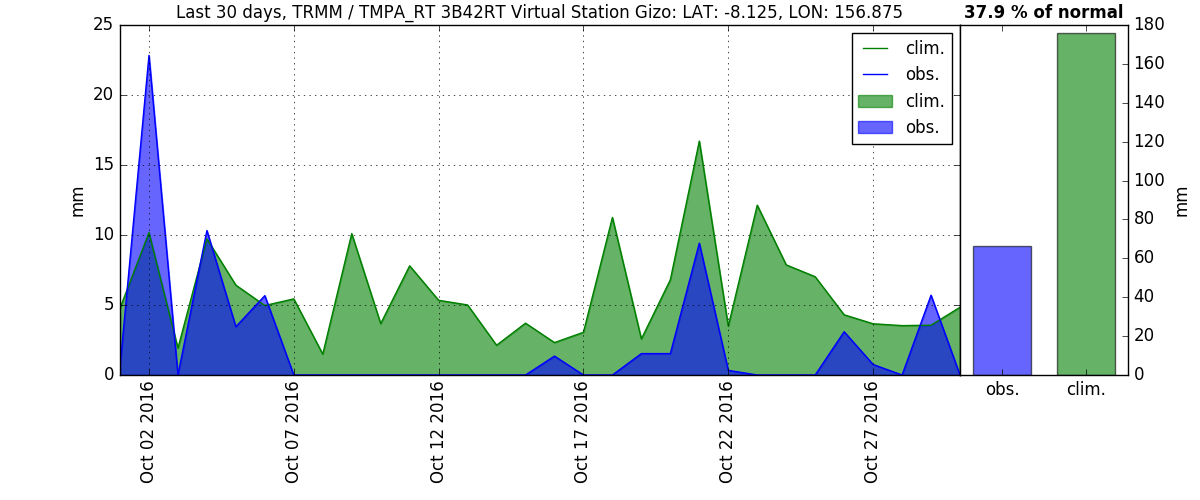 Last 30 days, TRMM / TMPA_RT 3B42RT Virtual Station Gizo: LAT: -8.125, LON: 156.875
37.9 % of normal
25
20
15
10
5
0
mm
clim.
obs.
clim.
obs.
180
160
140
120
100
80
60
40
20
0
mm
Oct 02 2016
Oct 07 2016
Oct 12 2016
Oct 17 2016
Oct 22 2016
Oct 27 2016
obs.
clim.